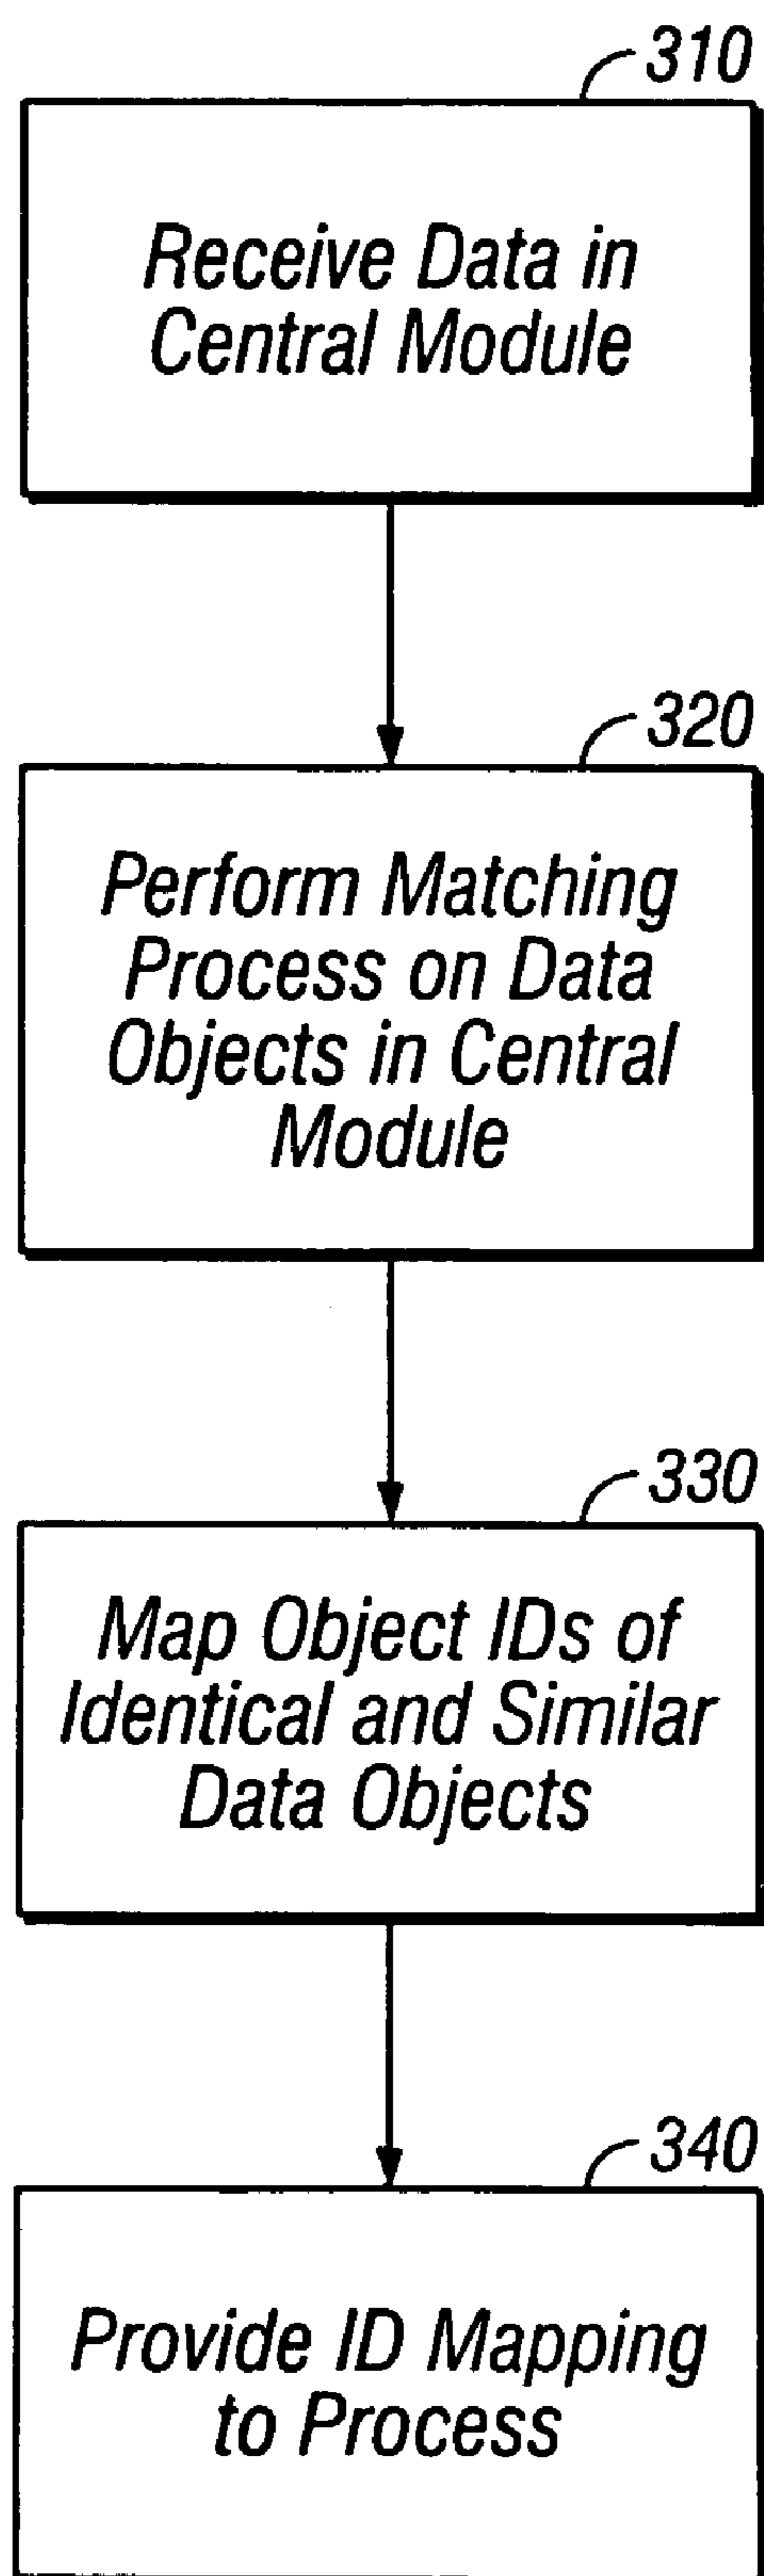 310
Receive Data in
Central Module
320
Perform Matching
Process on Data
Objects in Central
Module
330
Map Object IDs of
Identical and Similar
Data Objects
340
Provide ID Mapping
to Process